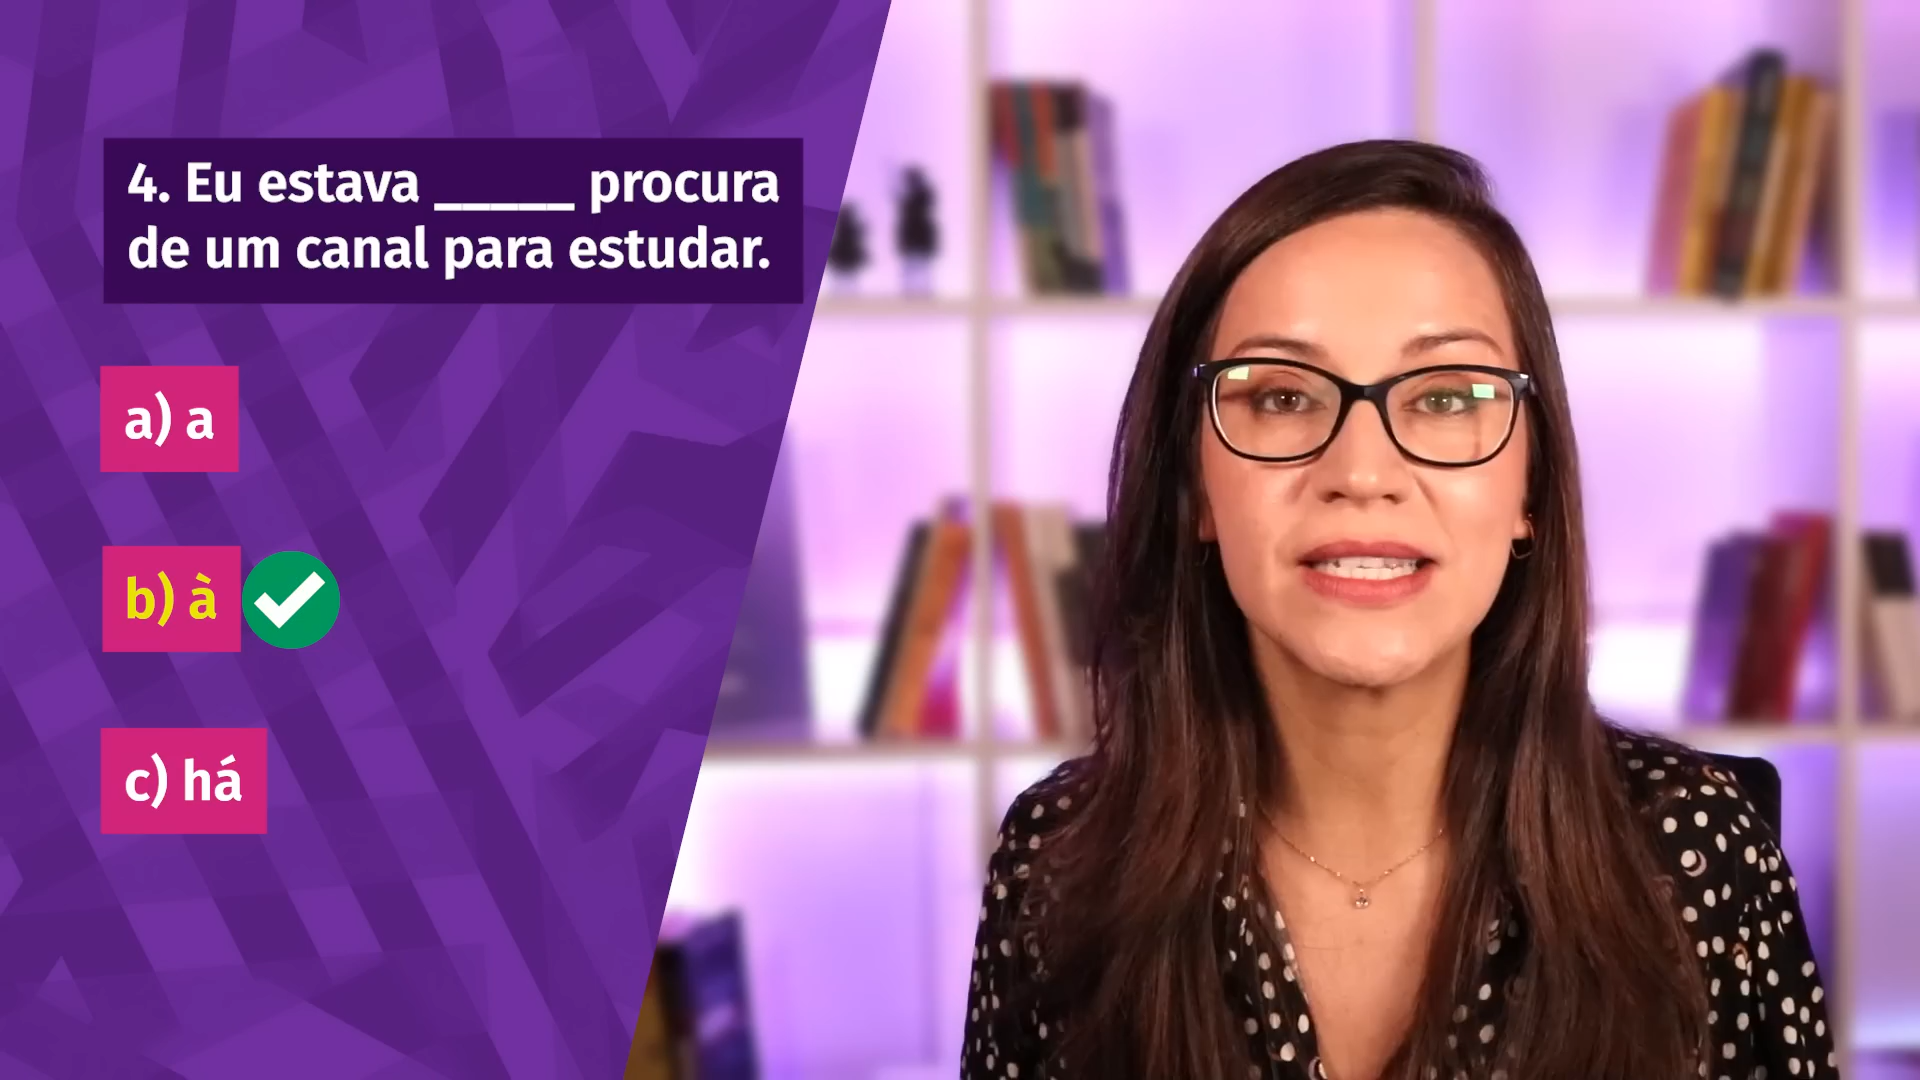 4. Eu estava _____ procura
de um canal para estudar.
a) a
b) à
c) há